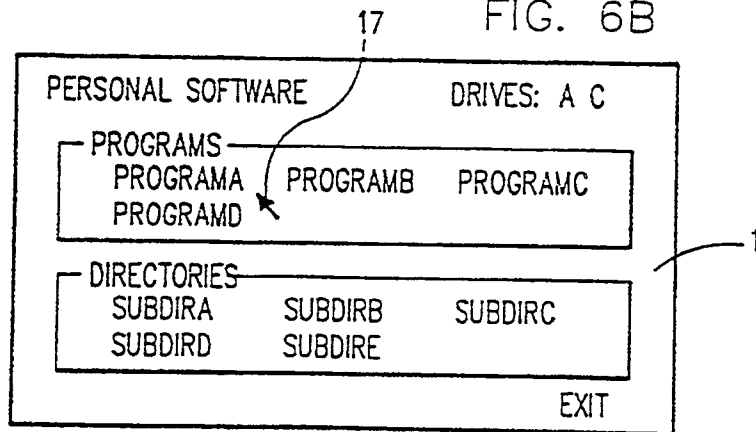 FIG. 6B
17
PERSONAL SOFTWARE DRIVES: A C
PROGRAMS
PROGRAMA PROGRAMB PROGRAMC
PROGRAMD
DIRECTORIES
SUBDIRA SUBDIRB SUBDIRC
SUBDIRD SUBDIRE
EXIT